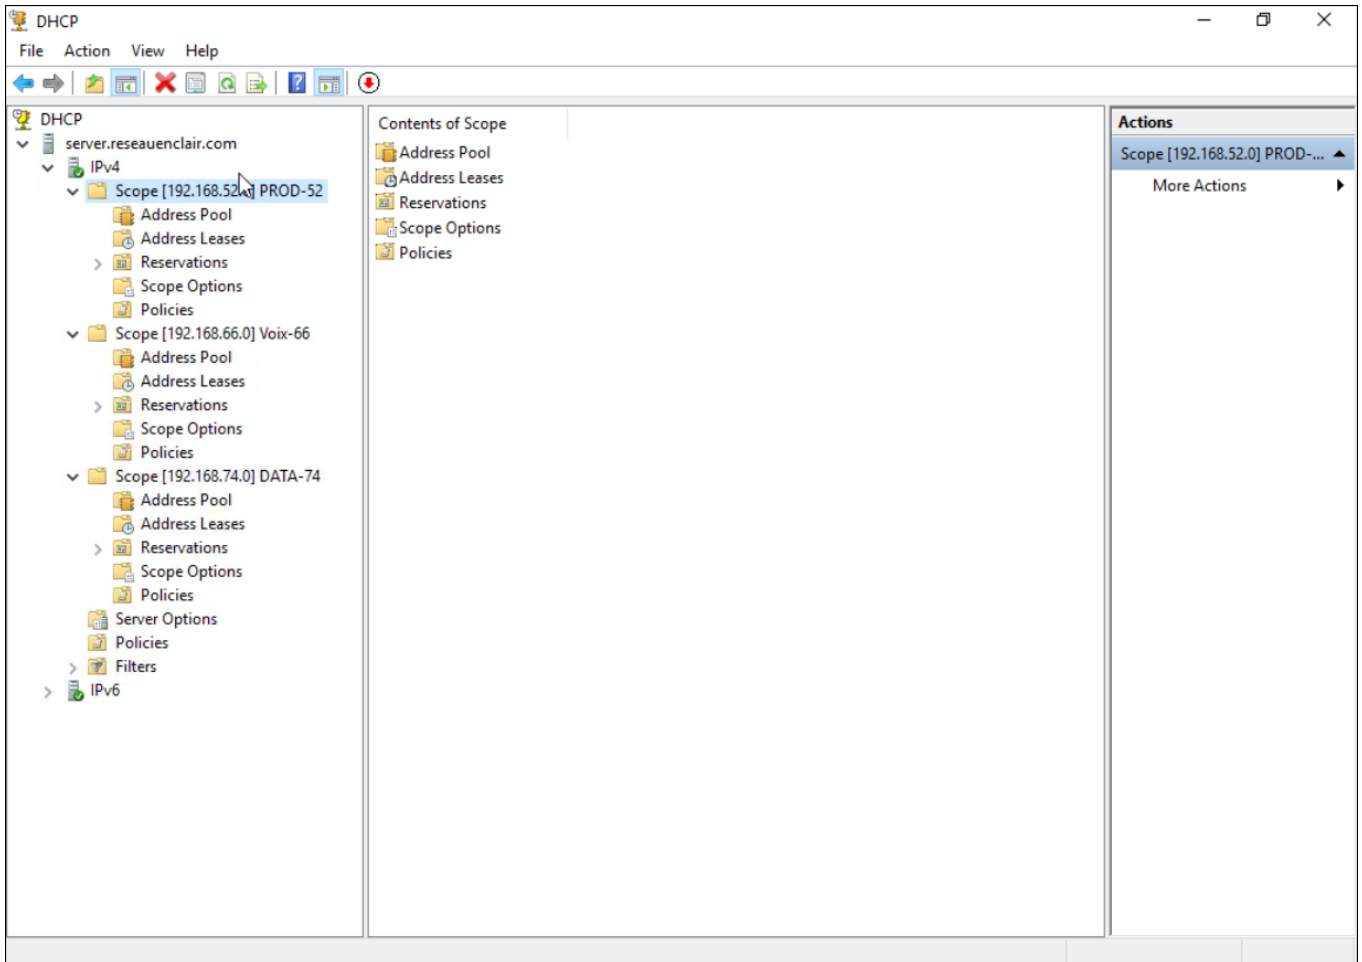 DHCP
File Action View Help
DHCP
server.reseauenclair.com
IPv4
Scope [192.168.52.0] PROD-52
Address Pool
Address Leases
Reservations
Scope Options
Policies
Scope [192.168.66.0] Voix-66
Address Pool
Address Leases
Reservations
Scope Options
Policies
Scope [192.168.74.0] DATA-74
Address Pool
Address Leases
Reservations
Scope Options
Policies
Server Options
Policies
Filters
IPv6
Contents of Scope
Address Pool
Address Leases
Reservations
Scope Options
Policies
Actions
Scope [192.168.52.0] PROD-...
More Actions